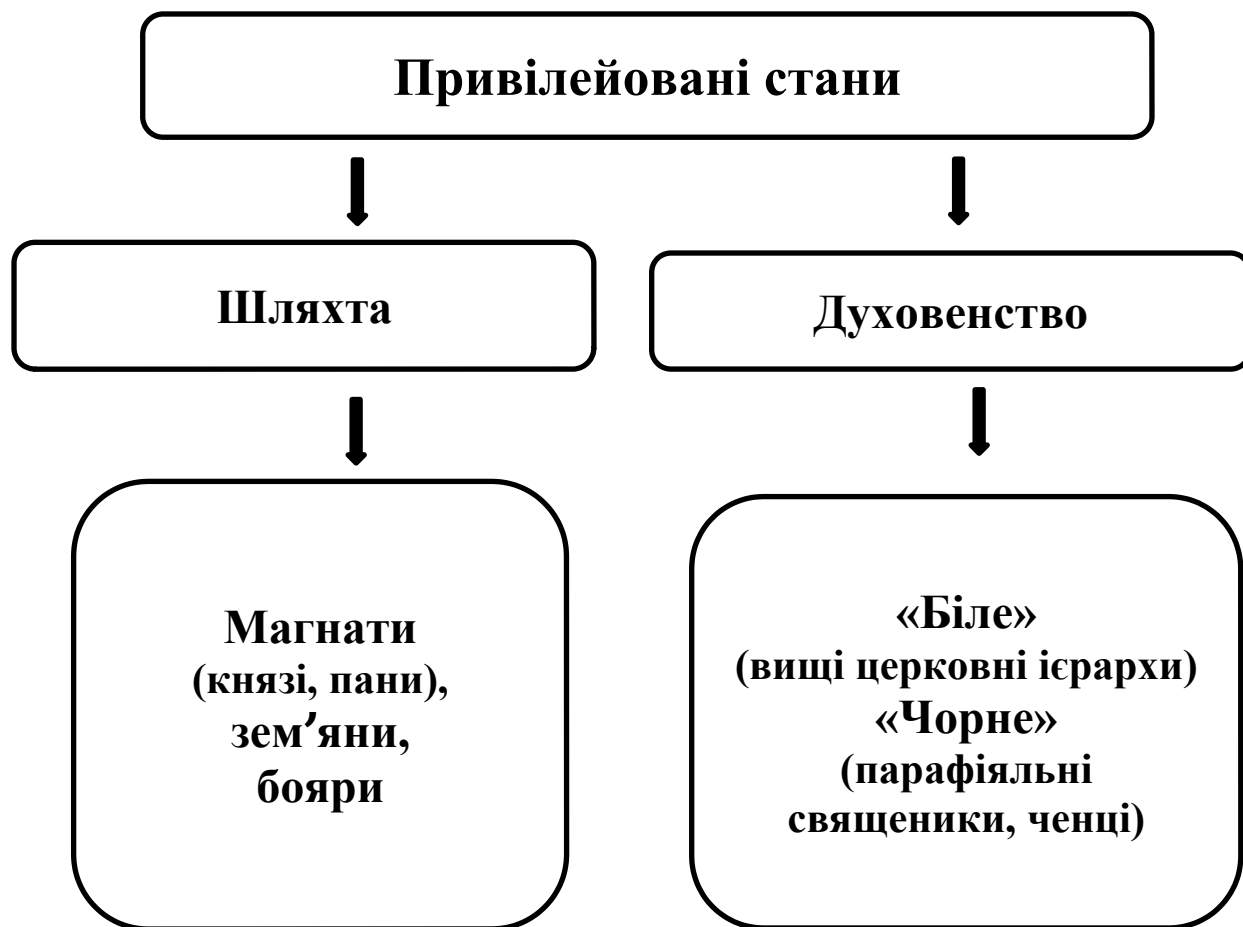 Привілейовані стани
Шляхта
Духовенство
Магнати
(князі, пани),
зем’яни,
бояри
«Біле»
(вищі церковні ієрархи)
«Чорне»
(парафіяльні
священики, ченці)